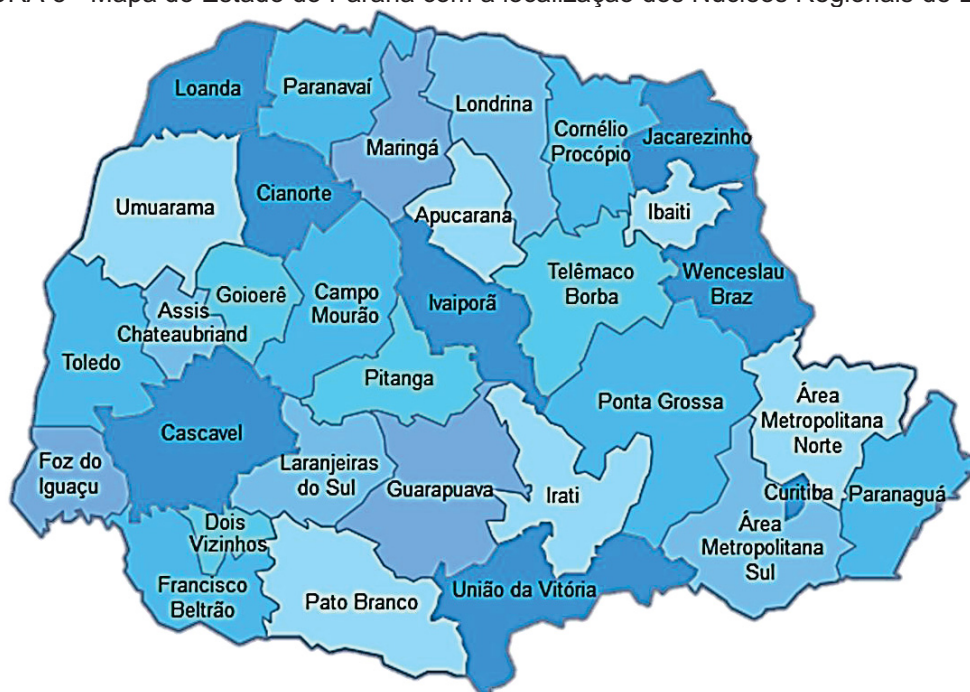 Mapa do Estado do Paraná com a localização dos Núcleos Regionais de
Loanda
Paranavaí
Londrina
Maringá
Cornélio
Procópio
Jacarezinho
Umuarama
Cianorte
Apucarana
Ibaiti
Assis
Chateaubriand
Goioerê
Campo
Mourão
Ivaiporã
Telêmaco
Borba
Wenceslau
Braz
Toledo
Pitanga
Ponta Grossa
Área
Metropolitana
Norte
Cascavel
Foz do
Iguaçu
Laranjeiras
do Sul
Guarapuava
Irati
Curitiba
Paranaguá
Dois
Vizinhos
Área
Metropolitana
Sul
Francisco
Beltrão
Pato Branco
União da Vitória